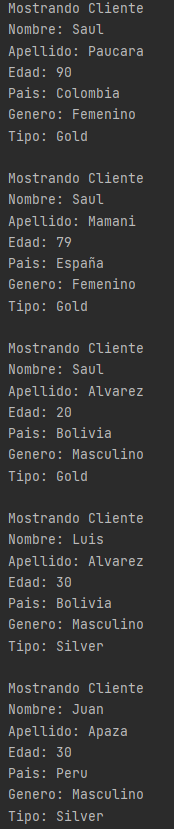 Mostrando Cliente
Nombre: Saul
Apellido: Paucara
Edad: 90
Pais: Colombia
Genero: Femenino
Tipo: Gold

Mostrando Cliente
Nombre: Saul
Apellido: Mamani
Edad: 79
Pais: España
Genero: Femenino
Tipo: Gold

Mostrando Cliente
Nombre: Saul
Apellido: Alvarez
Edad: 20
Pais: Bolivia
Genero: Masculino
Tipo: Gold

Mostrando Cliente
Nombre: Luis
Apellido: Alvarez
Edad: 30
Pais: Bolivia
Genero: Masculino
Tipo: Silver

Mostrando Cliente
Nombre: Juan
Apellido: Apaza
Edad: 30
Pais: Peru
Genero: Masculino
Tipo: Silver